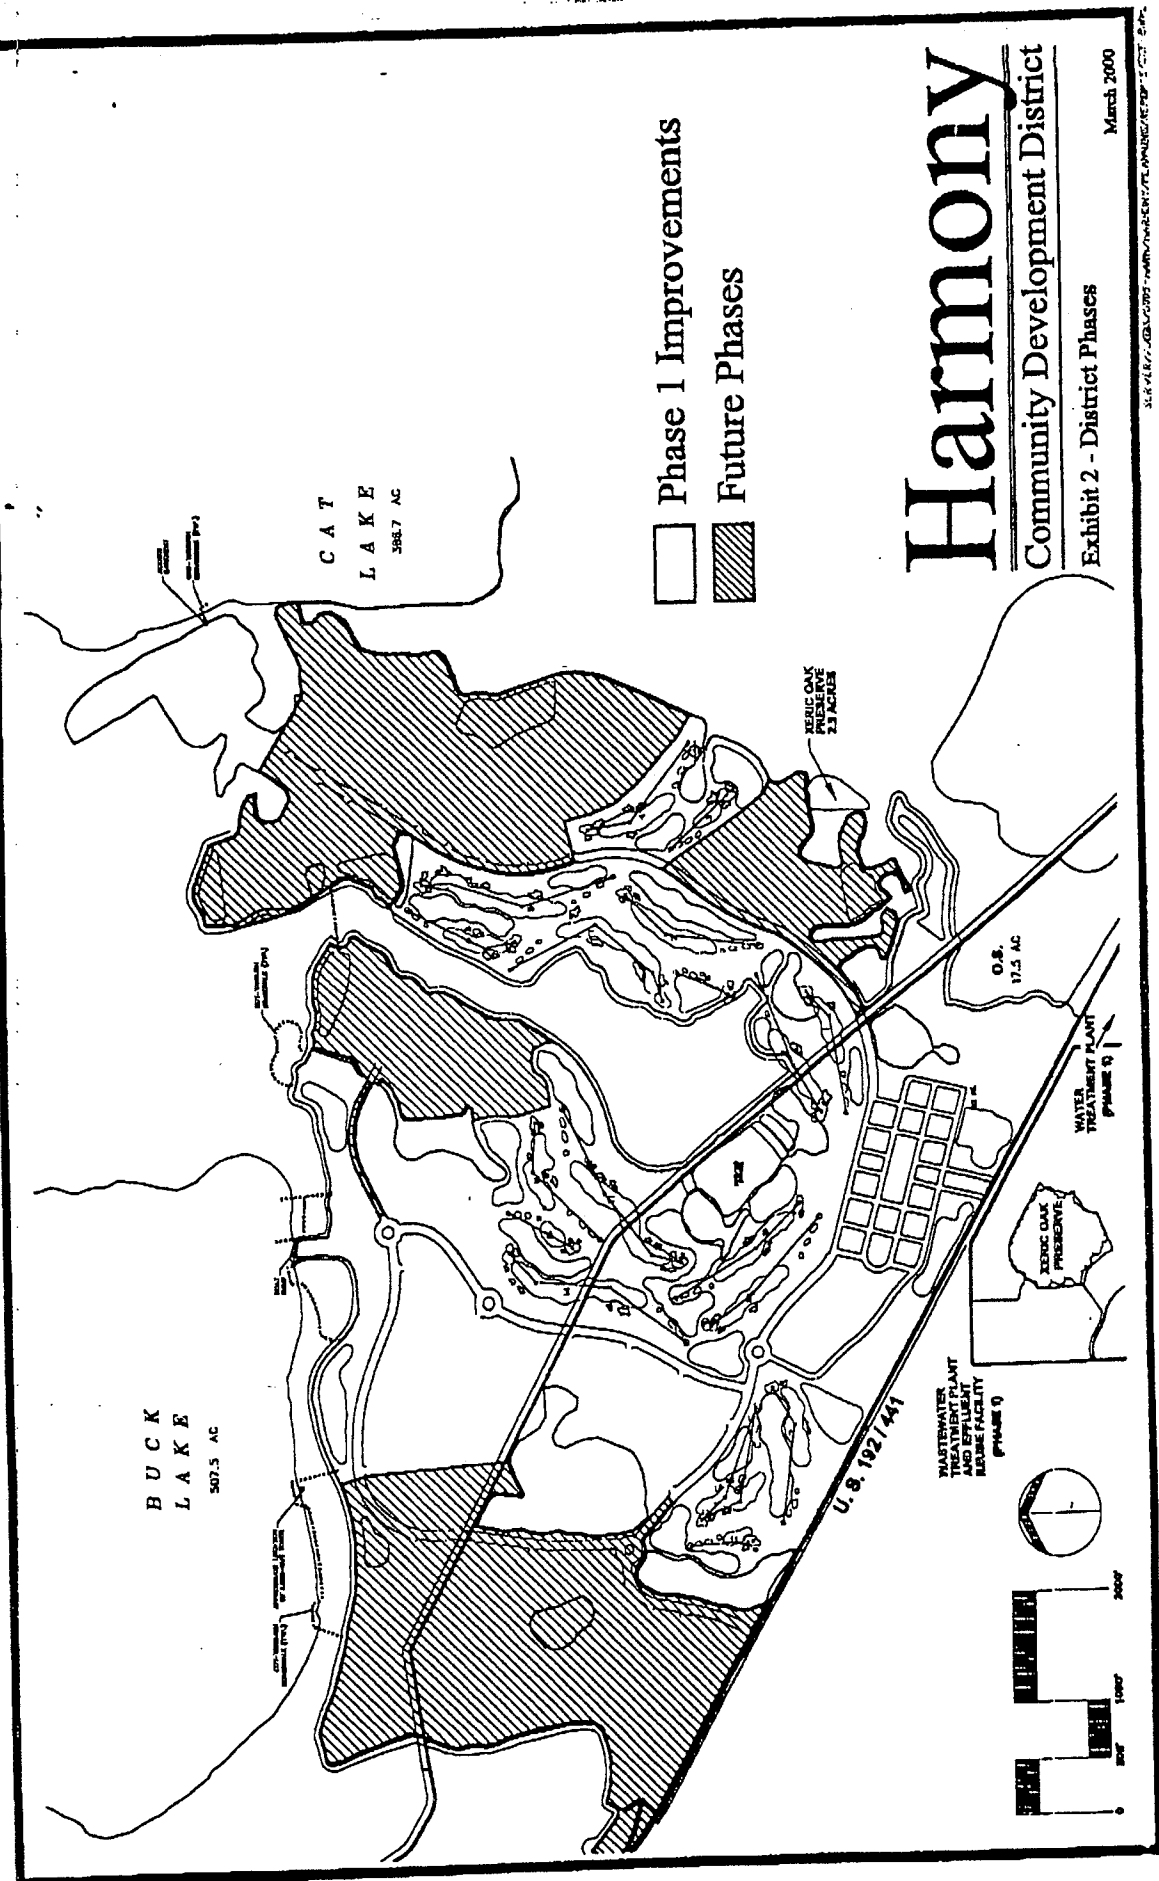 BUCK
LAKE
507.5 AC
CAT
LAKE
388.7 AC
Phase 1 Improvements
Future Phases
XERIC OAK
PRESERVE
2.3 ACRES
O.S.
17.5 AC
WATER
TREATMENT PLANT
(PHASE 1)
XERIC OAK
PRESERVE
WASTEWATER
TREATMENT PLANT
AND EFFLUENT
REUSE FACILITY
(PHASE 1)
U.S. 192 / 441
0
500'
1000'
2000'
Harmony
Community Development District
Exhibit 2 - District Phases
March 2000